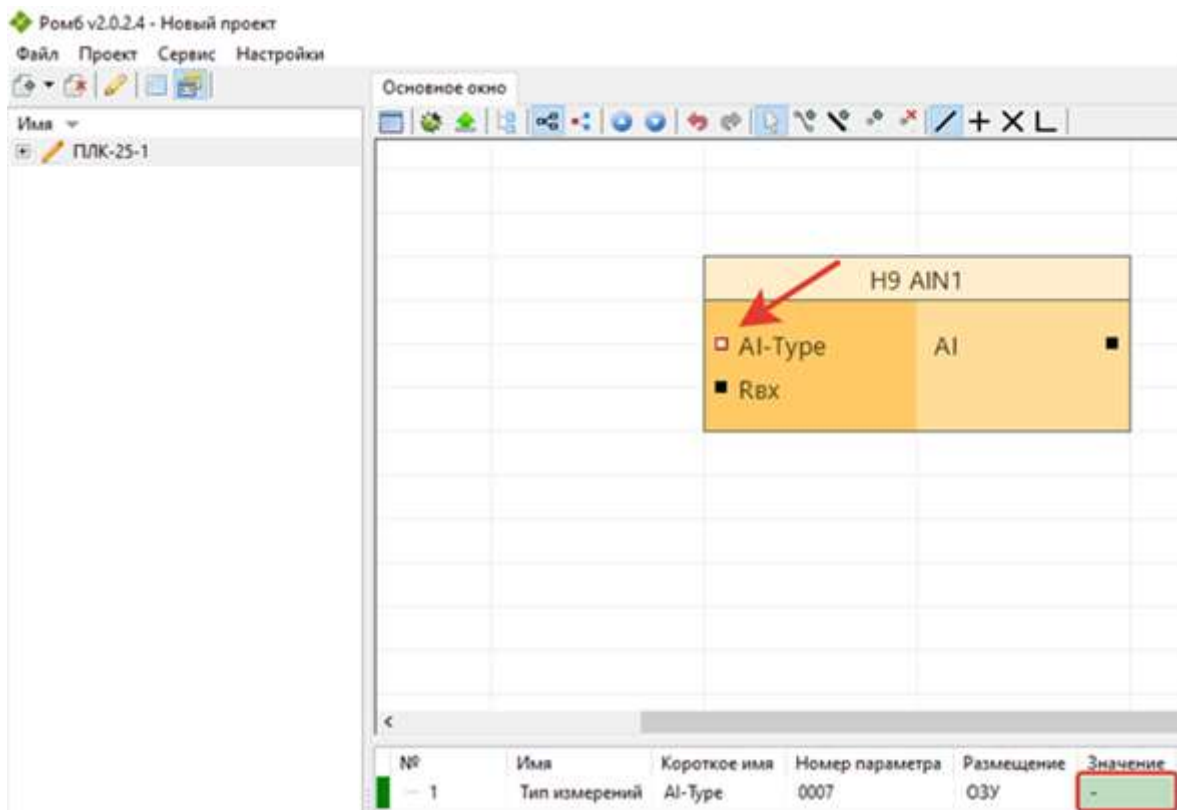 Ромб v2.0.2.4 - Новый проект
Файл Проект Сервис Настройки
Основное окно
Имя
ПЛК-25-1
H9 AIN1
AI-Type AI
Rвх
№ Имя Короткое имя Номер параметра Размещение Значение
1 Тип измерений AI-Type 0007 ОЗУ -